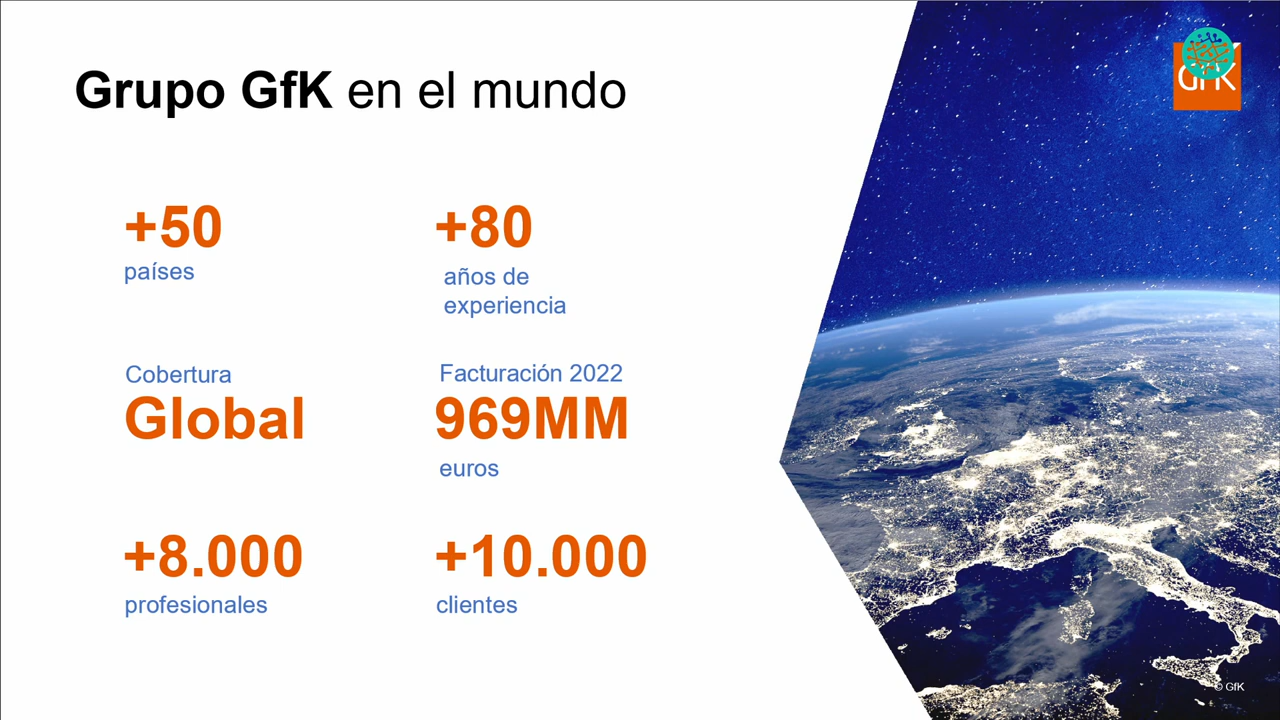 Grupo GfK en el mundo
GfK
+50
países
+80
años de
experiencia
Cobertura
Global
Facturación 2022
969MM
euros
+8.000
profesionales
+10.000
clientes
© GfK